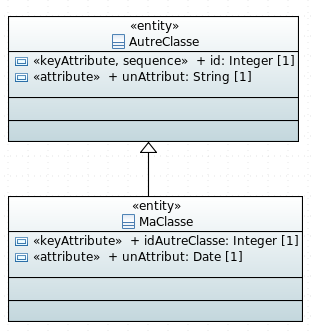 «entity»
AutreClasse
«keyAttribute, sequence» + id: Integer [1]
«attribute» + unAttribut: String [1]
«entity»
MaClasse
«keyAttribute» + idAutreClasse: Integer [1]
«attribute» + unAttribut: Date [1]